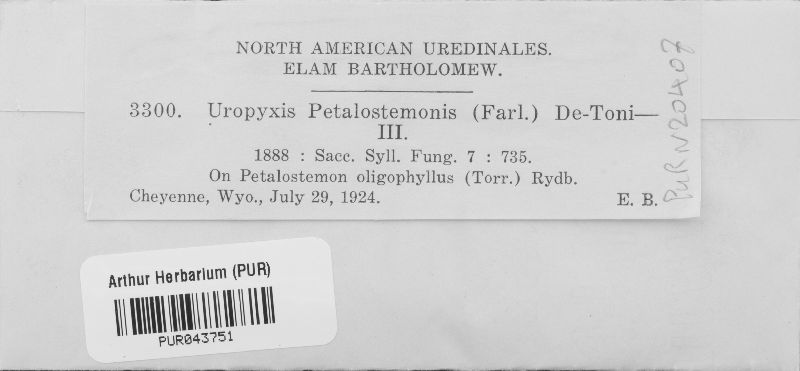 NORTH AMERICAN UREDINALES.
ELAM BARTHOLOMEW.
3300. Uropyxis Petalostemonis (Farl.) De-Toni—
III.
1888 : Sacc. Syll. Fung. 7 : 735.
On Petalostemon oligophyllus (Torr.) Rydb.
Cheyenne, Wyo., July 29, 1924. E. B.
PUR N20407
Arthur Herbarium (PUR)
PUR043751